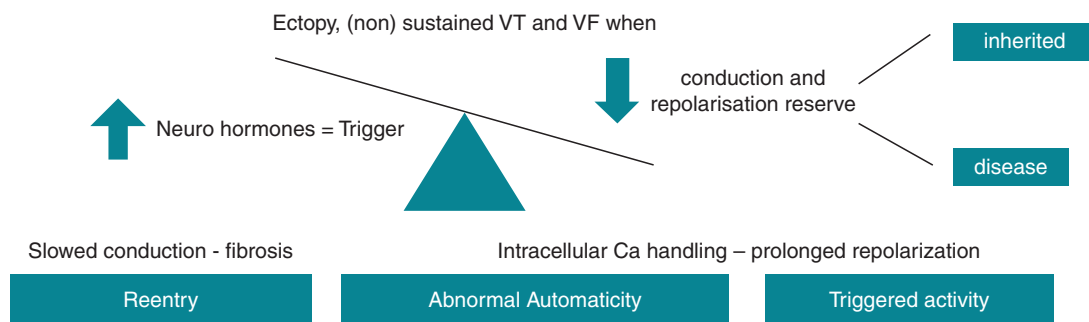 Ectopy, (non) sustained VT and VF when
inherited
conduction and
repolarisation reserve
Neuro hormones = Trigger
disease
Slowed conduction - fibrosis
Intracellular Ca handling – prolonged repolarization
Reentry
Abnormal Automaticity
Triggered activity